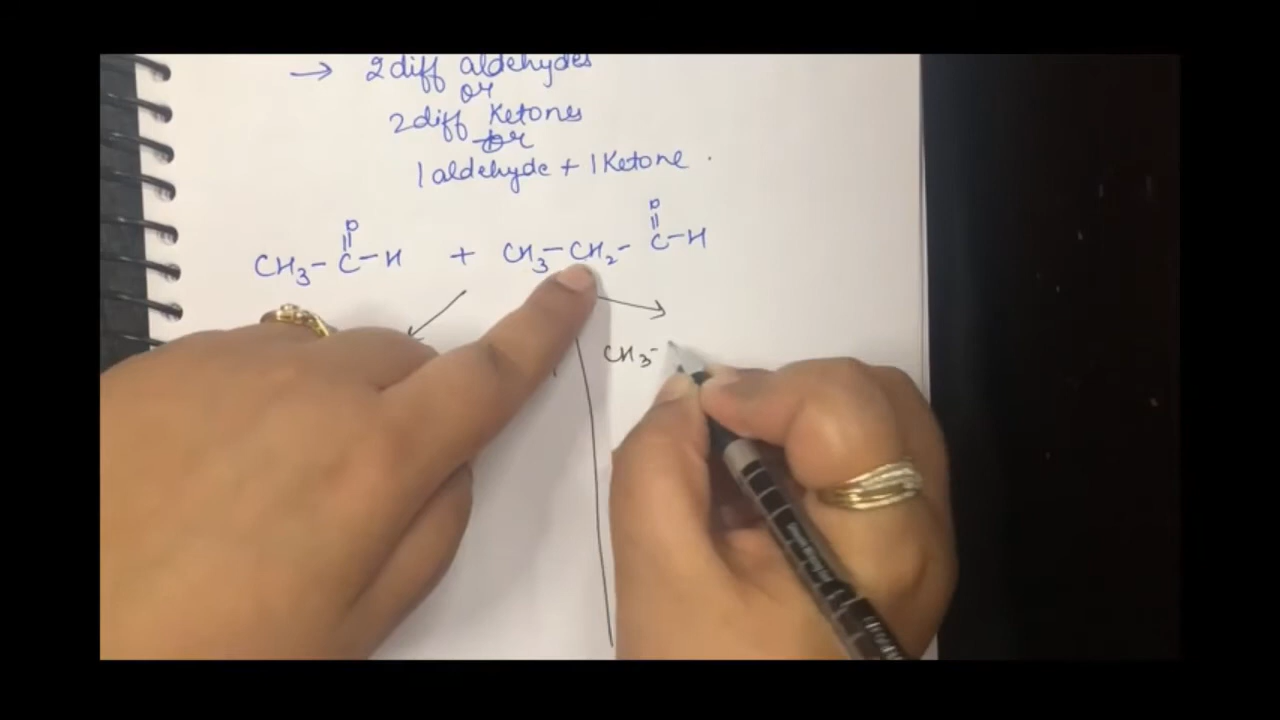 → 2 diff aldehydes
or
2 diff Ketones
or
1 aldehyde + 1 Ketone .
O
||
CH₃-C-H + CH₃-CH₂-C-H
O
||
CH₃-